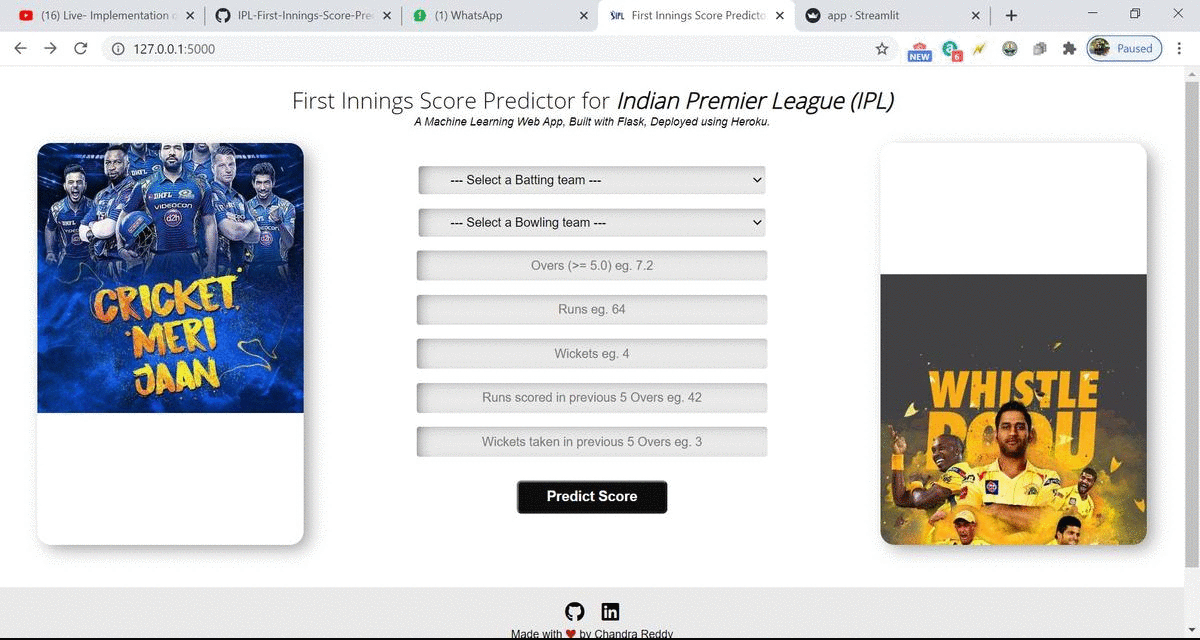 (16) Live- Implementation o
IPL-First-Innings-Score-Pre
(1) WhatsApp
SIPL First Innings Score Predicto
app · Streamlit
127.0.0.1:5000
NEW
6
Paused
First Innings Score Predictor for Indian Premier League (IPL)
A Machine Learning Web App, Built with Flask, Deployed using Heroku.
DHFL
DHFL
VIDEOCON
d2h
CRICKET
MERI
JAAN
--- Select a Batting team ---
--- Select a Bowling team ---
Overs (>= 5.0) eg. 7.2
Runs eg. 64
Wickets eg. 4
Runs scored in previous 5 Overs eg. 42
Wickets taken in previous 5 Overs eg. 3
Predict Score
WHISTLE
PODU
Made with ❤ by Chandra Reddy